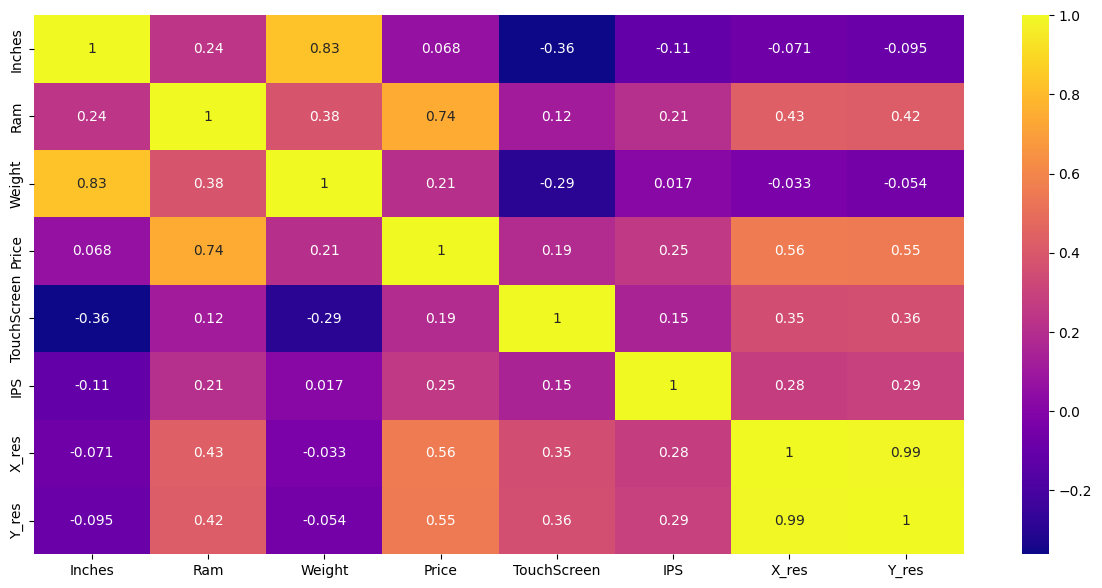 Inches 1 0.24 0.83 0.068 -0.36 -0.11 -0.071 -0.095
Ram 0.24 1 0.38 0.74 0.12 0.21 0.43 0.42
Weight 0.83 0.38 1 0.21 -0.29 0.017 -0.033 -0.054
Price 0.068 0.74 0.21 1 0.19 0.25 0.56 0.55
TouchScreen -0.36 0.12 -0.29 0.19 1 0.15 0.35 0.36
IPS -0.11 0.21 0.017 0.25 0.15 1 0.28 0.29
X_res -0.071 0.43 -0.033 0.56 0.35 0.28 1 0.99
Y_res -0.095 0.42 -0.054 0.55 0.36 0.29 0.99 1
Inches Ram Weight Price TouchScreen IPS X_res Y_res
1.0
0.8
0.6
0.4
0.2
0.0
−0.2